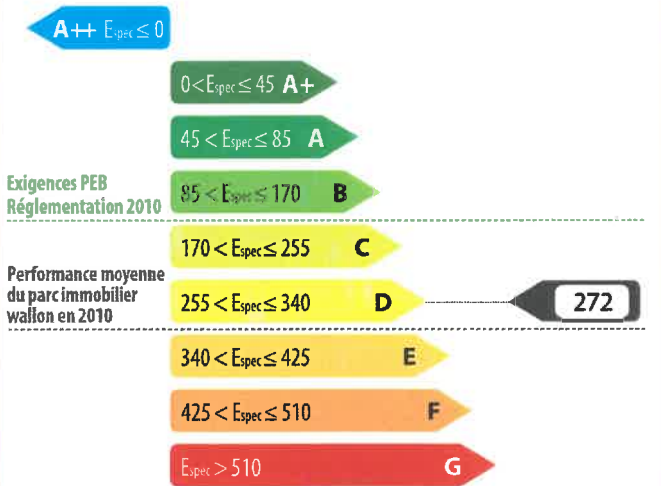 A++ Espec ≤ 0
0 < Espec ≤ 45 A+
45 < Espec ≤ 85 A
Exigences PEB
Réglementation 2010
85 < Espec ≤ 170 B
170 < Espec ≤ 255 C
Performance moyenne
du parc immobilier
wallon en 2010
255 < Espec ≤ 340 D
272
340 < Espec ≤ 425 E
425 < Espec ≤ 510 F
Espec > 510 G